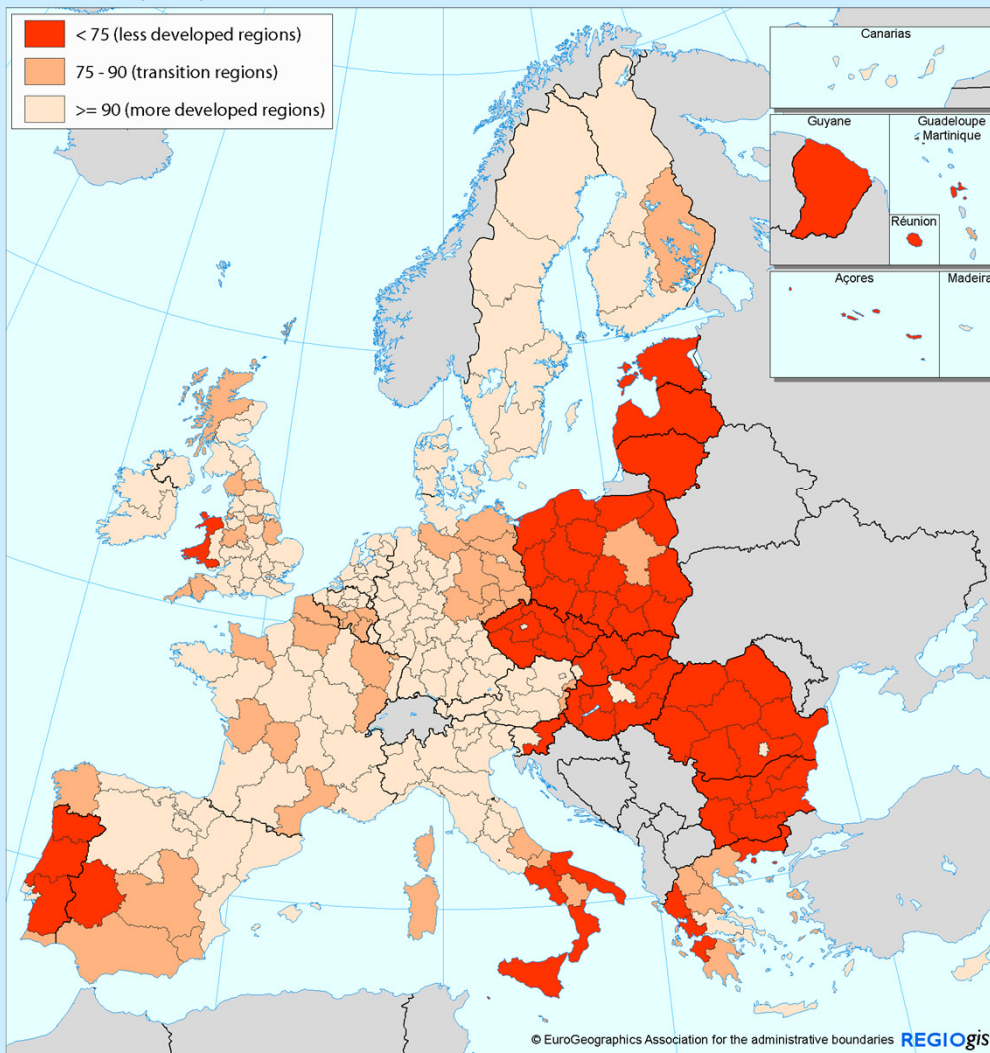 < 75 (less developed regions)
75 - 90 (transition regions)
>= 90 (more developed regions)
Canarias
Guyane
Guadeloupe
Martinique
Réunion
Açores
Madeira
© EuroGeographics Association for the administrative boundaries REGIOgis